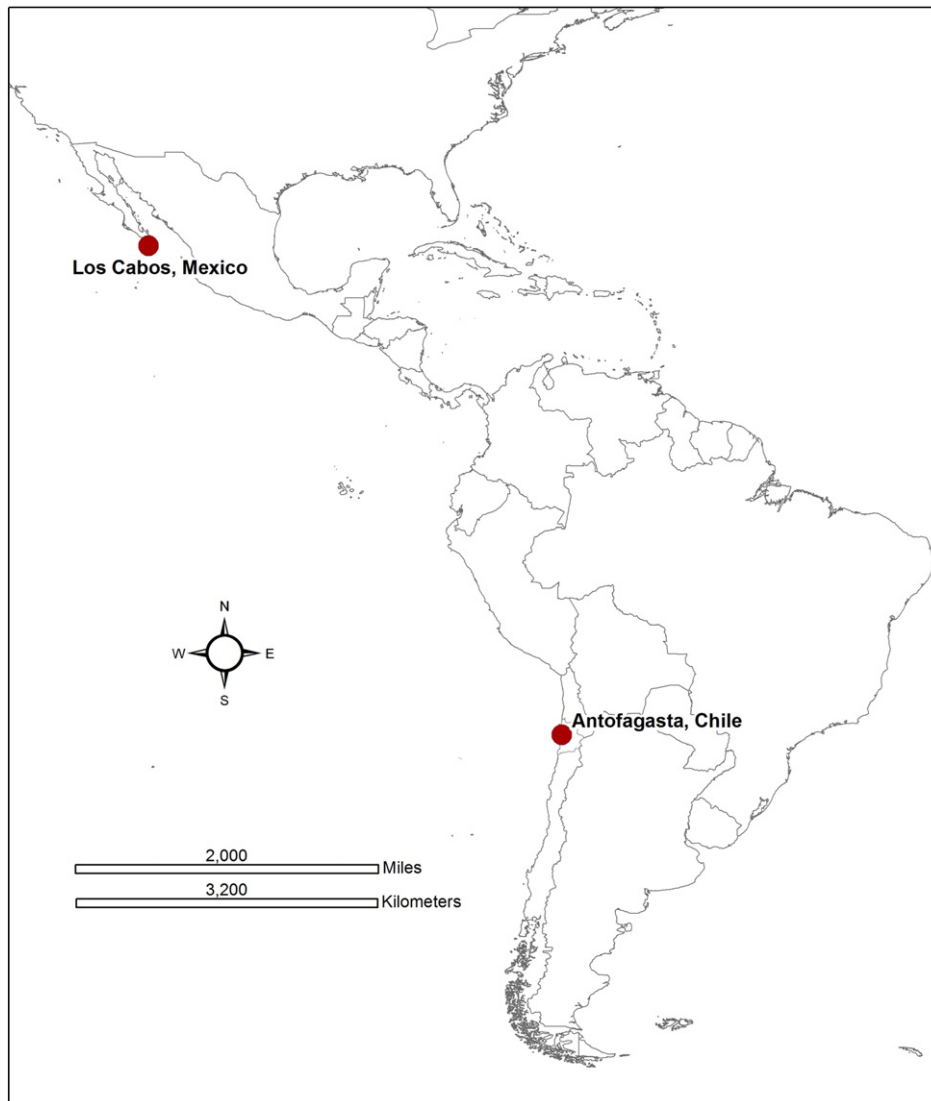 Los Cabos, Mexico
N
W E
S
Antofagasta, Chile
2,000
Miles
3,200
Kilometers